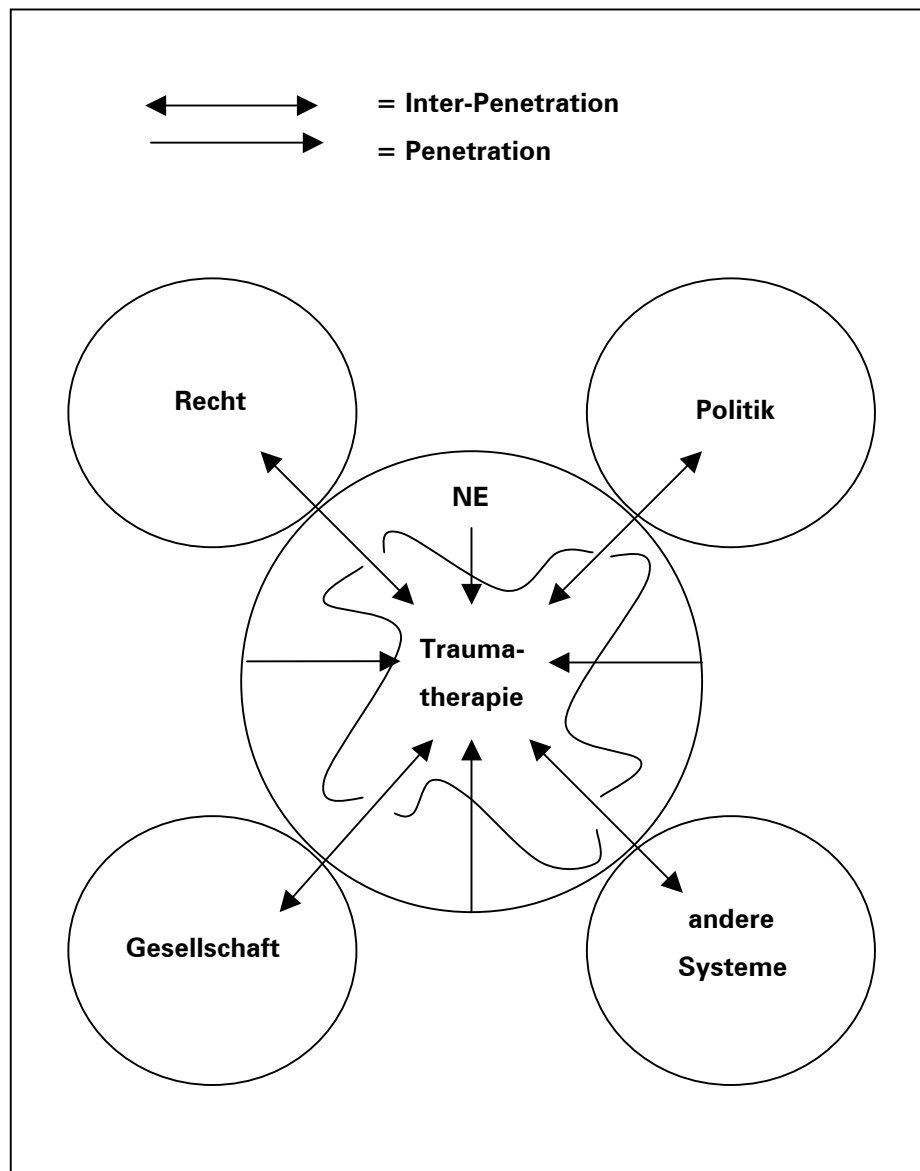 = Inter-Penetration
= Penetration
Recht
Politik
NE
Trauma-
therapie
Gesellschaft
andere
Systeme